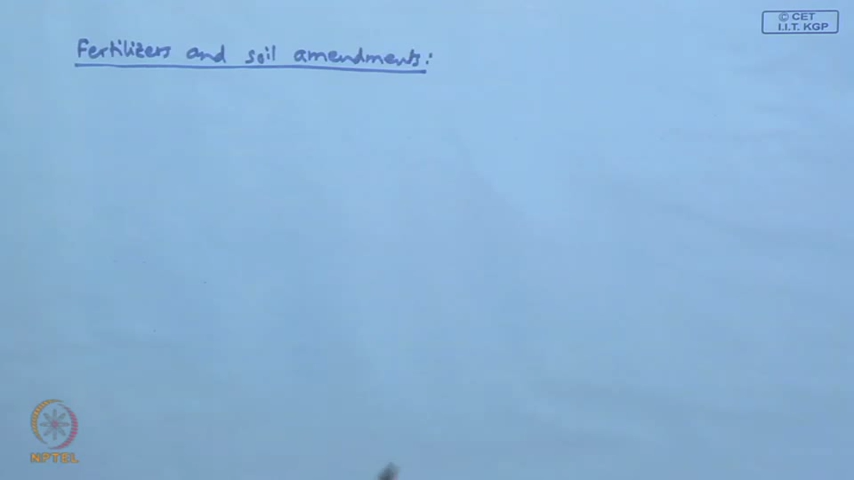 Fertilizers and soil amendments:
© CET
I.I.T. KGP
NPTEL